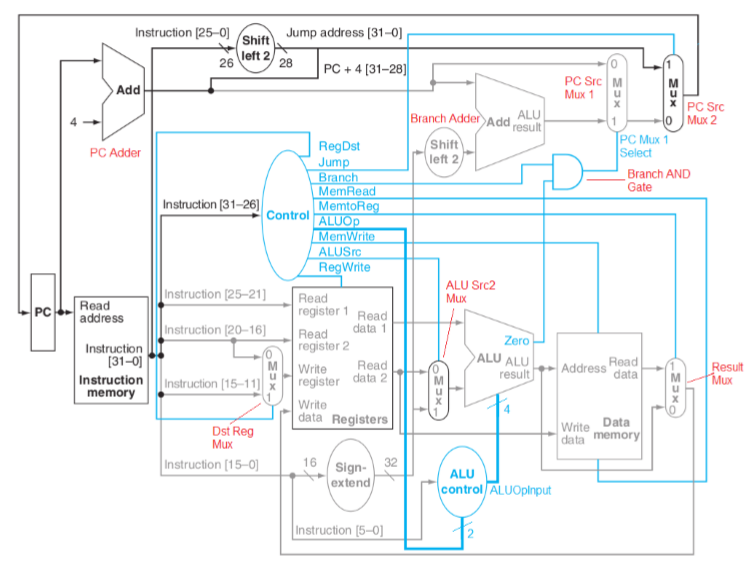 Instruction [25–0]
Shift
left 2
Jump address [31–0]
26
28
PC + 4 [31–28]
Add
4
PC Adder
Branch Adder
Add
ALU
result
Shift
left 2
0
M
u
x
1
PC Src
Mux 1
1
M
u
x
0
PC Src
Mux 2
PC Mux 1
Select
Branch AND
Gate
RegDst
Jump
Branch
MemRead
MemtoReg
ALUOp
MemWrite
ALUSrc
RegWrite
Control
Instruction [31–26]
PC
Read
address
Instruction
[31–0]
Instruction
memory
Instruction [25–21]
Instruction [20–16]
Instruction [15–11]
0
M
u
x
1
Dst Reg
Mux
Read
register 1
Read
register 2
Write
register
Write
data
Read
data 1
Read
data 2
Registers
ALU Src2
Mux
0
M
u
x
1
Zero
ALU
ALU
result
4
Address
Read
data
Write
data
Data
memory
1
M
u
x
0
Result
Mux
Instruction [15–0]
16
Sign-
extend
32
ALU
control
ALUOpInput
Instruction [5–0]
2